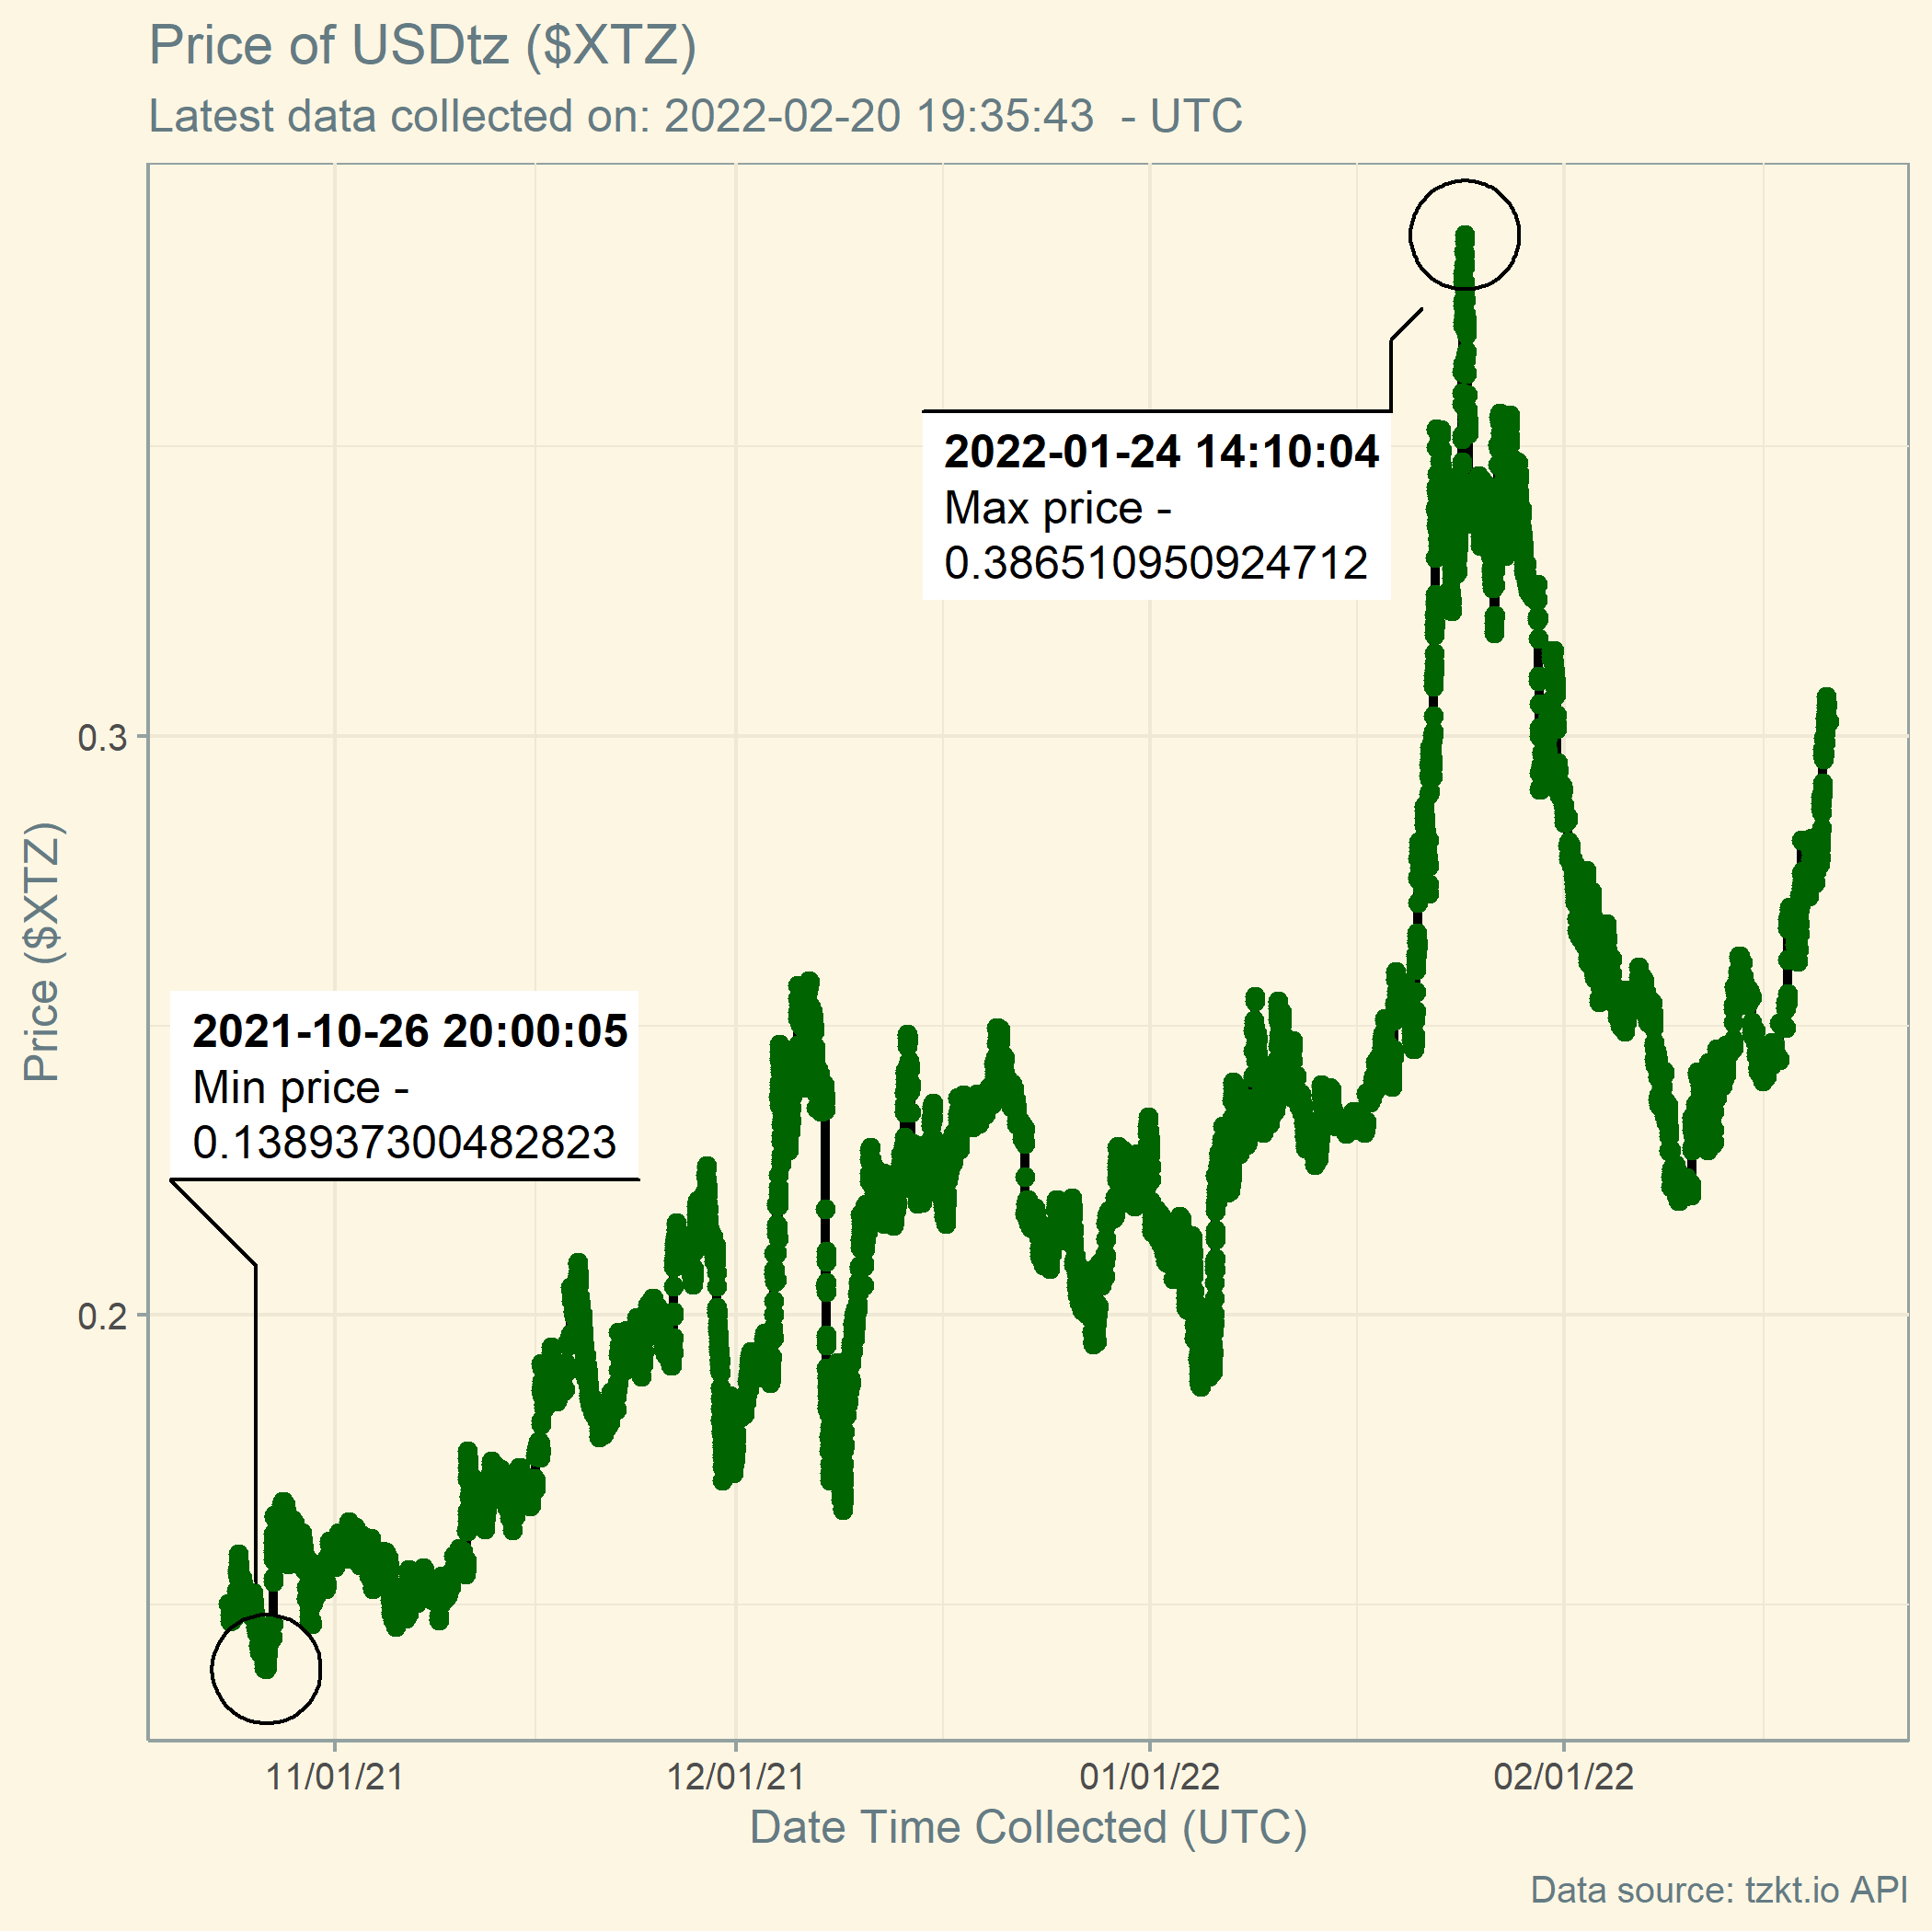 Price of USDtz ($XTZ)
Latest data collected on: 2022-02-20 19:35:43  - UTC
2022-01-24 14:10:04
Max price -
0.386510950924712
2021-10-26 20:00:05
Min price -
0.138937300482823
Price ($XTZ)
0.3
0.2
11/01/21
12/01/21
01/01/22
02/01/22
Date Time Collected (UTC)
Data source: tzkt.io API